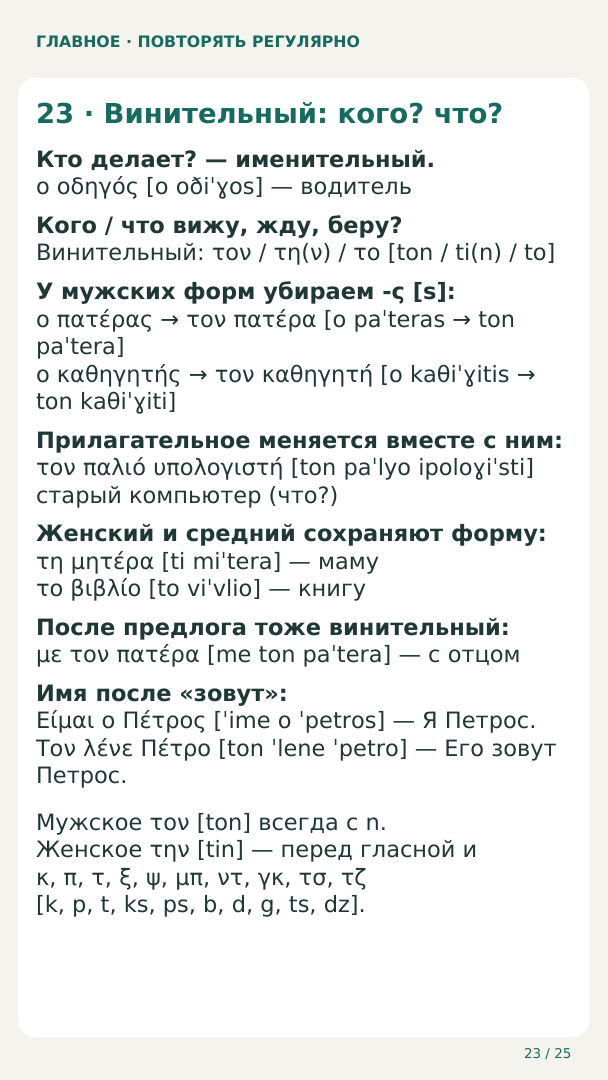 ГЛАВНОЕ · ПОВТОРЯТЬ РЕГУЛЯРНО
23 · Винительный: кого? что?
Кто делает? — именительный.
ο οδηγός [o oðiˈɣos] — водитель
Кого / что вижу, жду, беру?
Винительный: τον / τη(ν) / το [ton / ti(n) / to]
У мужских форм убираем -ς [s]:
ο πατέρας → τον πατέρα [o paˈteras → ton
paˈtera]
ο καθηγητής → τον καθηγητή [o kaθiˈɣitis →
ton kaθiˈɣiti]
Прилагательное меняется вместе с ним:
τον παλιό υπολογιστή [ton paˈlyo ipoloɣiˈsti]
старый компьютер (что?)
Женский и средний сохраняют форму:
τη μητέρα [ti miˈtera] — маму
το βιβλίο [to viˈvlio] — книгу
После предлога тоже винительный:
με τον πατέρα [me ton paˈtera] — с отцом
Имя после «зовут»:
Είμαι ο Πέτρος [ˈime o ˈpetros] — Я Петрос.
Τον λένε Πέτρο [ton ˈlene ˈpetro] — Его зовут
Петрос.
Мужское τον [ton] всегда с n.
Женское την [tin] — перед гласной и
κ, π, τ, ξ, ψ, μπ, ντ, γκ, τσ, τζ
[k, p, t, ks, ps, b, d, g, ts, dz].
23 / 25